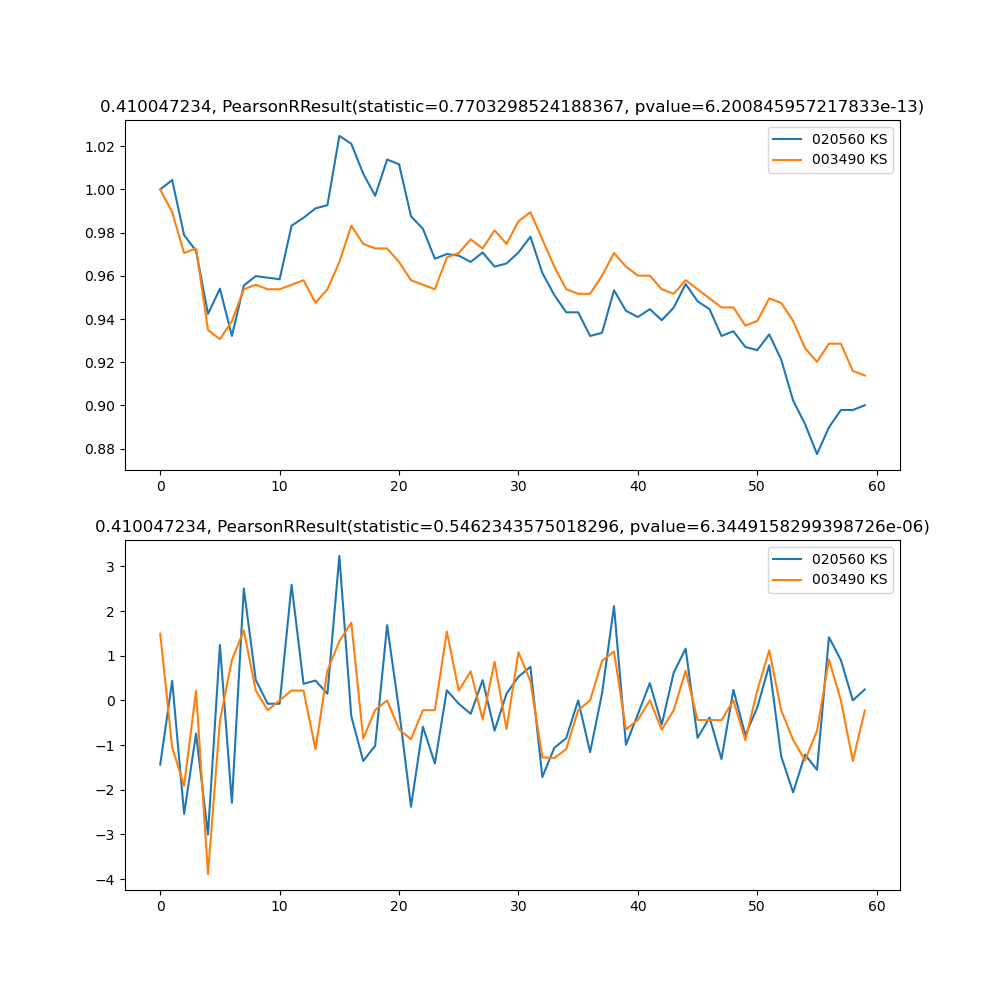 0.410047234, PearsonRResult(statistic=0.7703298524188367, pvalue=6.200845957217833e-13)
020560 KS
003490 KS
1.02
1.00
0.98
0.96
0.94
0.92
0.90
0.88
0 10 20 30 40 50 60
0.410047234, PearsonRResult(statistic=0.5462343575018296, pvalue=6.3449158299398726e-06)
020560 KS
003490 KS
3
2
1
0
−1
−2
−3
−4
0 10 20 30 40 50 60